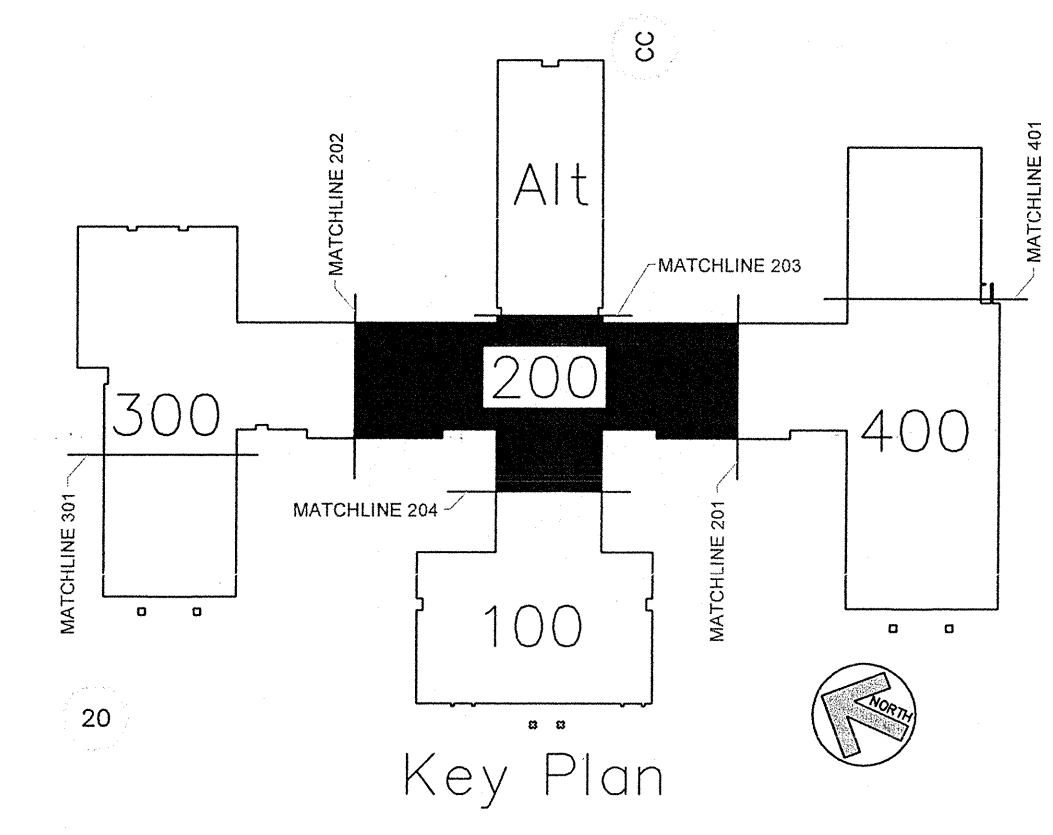 CC
MATCHLINE 202
MATCHLINE 401
Alt
MATCHLINE 203
200
300
400
MATCHLINE 204
MATCHLINE 301
MATCHLINE 201
100
20
NORTH
Key Plan